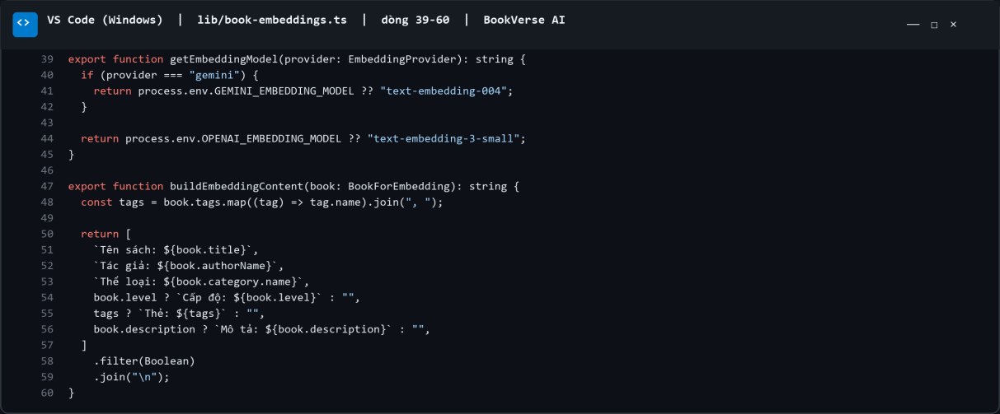 VS Code (Windows) | lib/book-embeddings.ts | dòng 39-60 | BookVerse AI
39 export function getEmbeddingModel(provider: EmbeddingProvider): string {
40   if (provider === "gemini") {
41     return process.env.GEMINI_EMBEDDING_MODEL ?? "text-embedding-004";
42   }
43
44   return process.env.OPENAI_EMBEDDING_MODEL ?? "text-embedding-3-small";
45 }
46
47 export function buildEmbeddingContent(book: BookForEmbedding): string {
48   const tags = book.tags.map((tag) => tag.name).join(", ");
49
50   return [
51     `Tên sách: ${book.title}`,
52     `Tác giả: ${book.authorName}`,
53     `Thể loại: ${book.category.name}`,
54     book.level ? `Cấp độ: ${book.level}` : "",
55     tags ? `Thẻ: ${tags}` : "",
56     book.description ? `Mô tả: ${book.description}` : "",
57   ]
58     .filter(Boolean)
59     .join("\n");
60 }